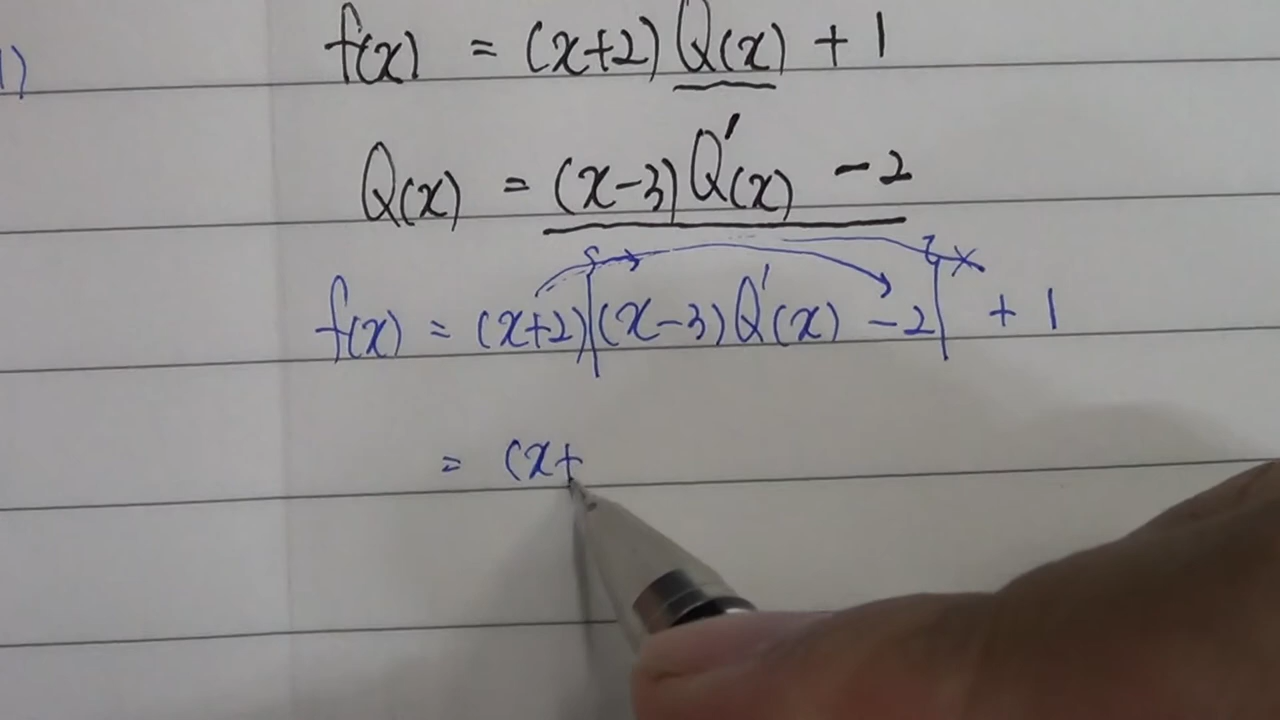 1) f(x) = (x+2) Q(x) + 1
Q(x) = (x-3) Q'(x) - 2
f(x) = (x+2) {(x-3) Q'(x) - 2} + 1
= (x+